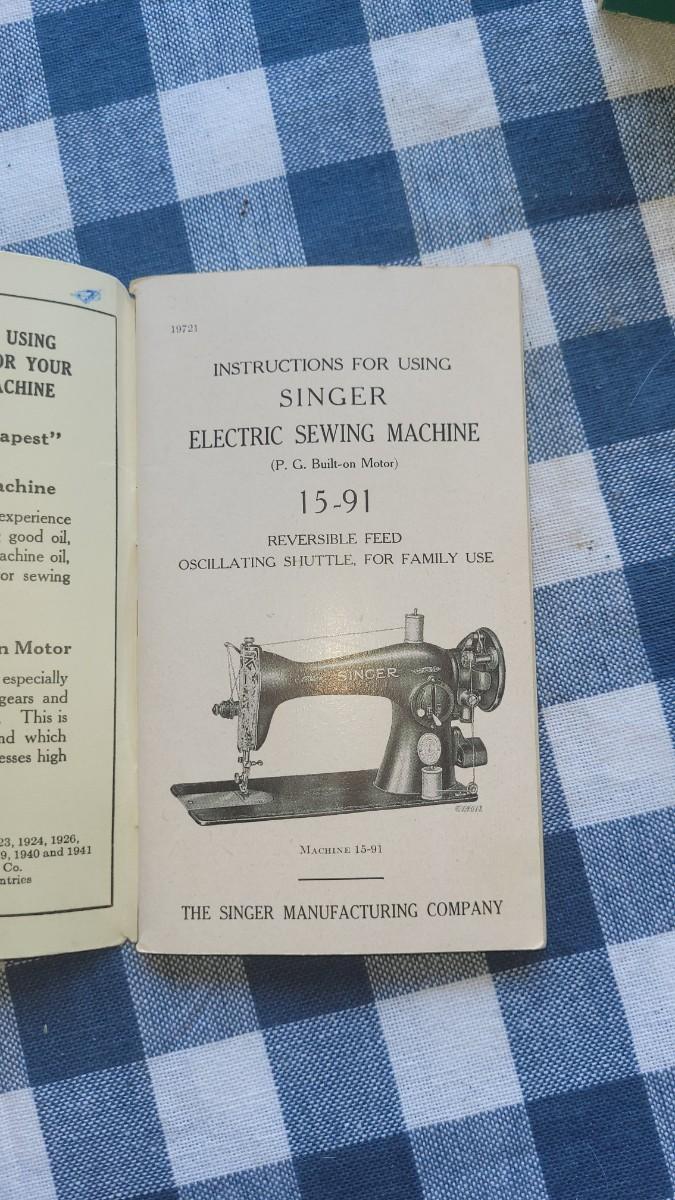 USING
OR YOUR
ACHINE
apest”
achine
experience
good oil,
achine oil,
or sewing
n Motor
especially
gears and
. This is
nd which
esses high
23, 1924, 1926,
9, 1940 and 1941
Co.
ntries
19721
INSTRUCTIONS FOR USING
SINGER
ELECTRIC SEWING MACHINE
(P. G. Built-on Motor)
15-91
REVERSIBLE FEED
OSCILLATING SHUTTLE, FOR FAMILY USE
SINGER
MACHINE 15-91
THE SINGER MANUFACTURING COMPANY